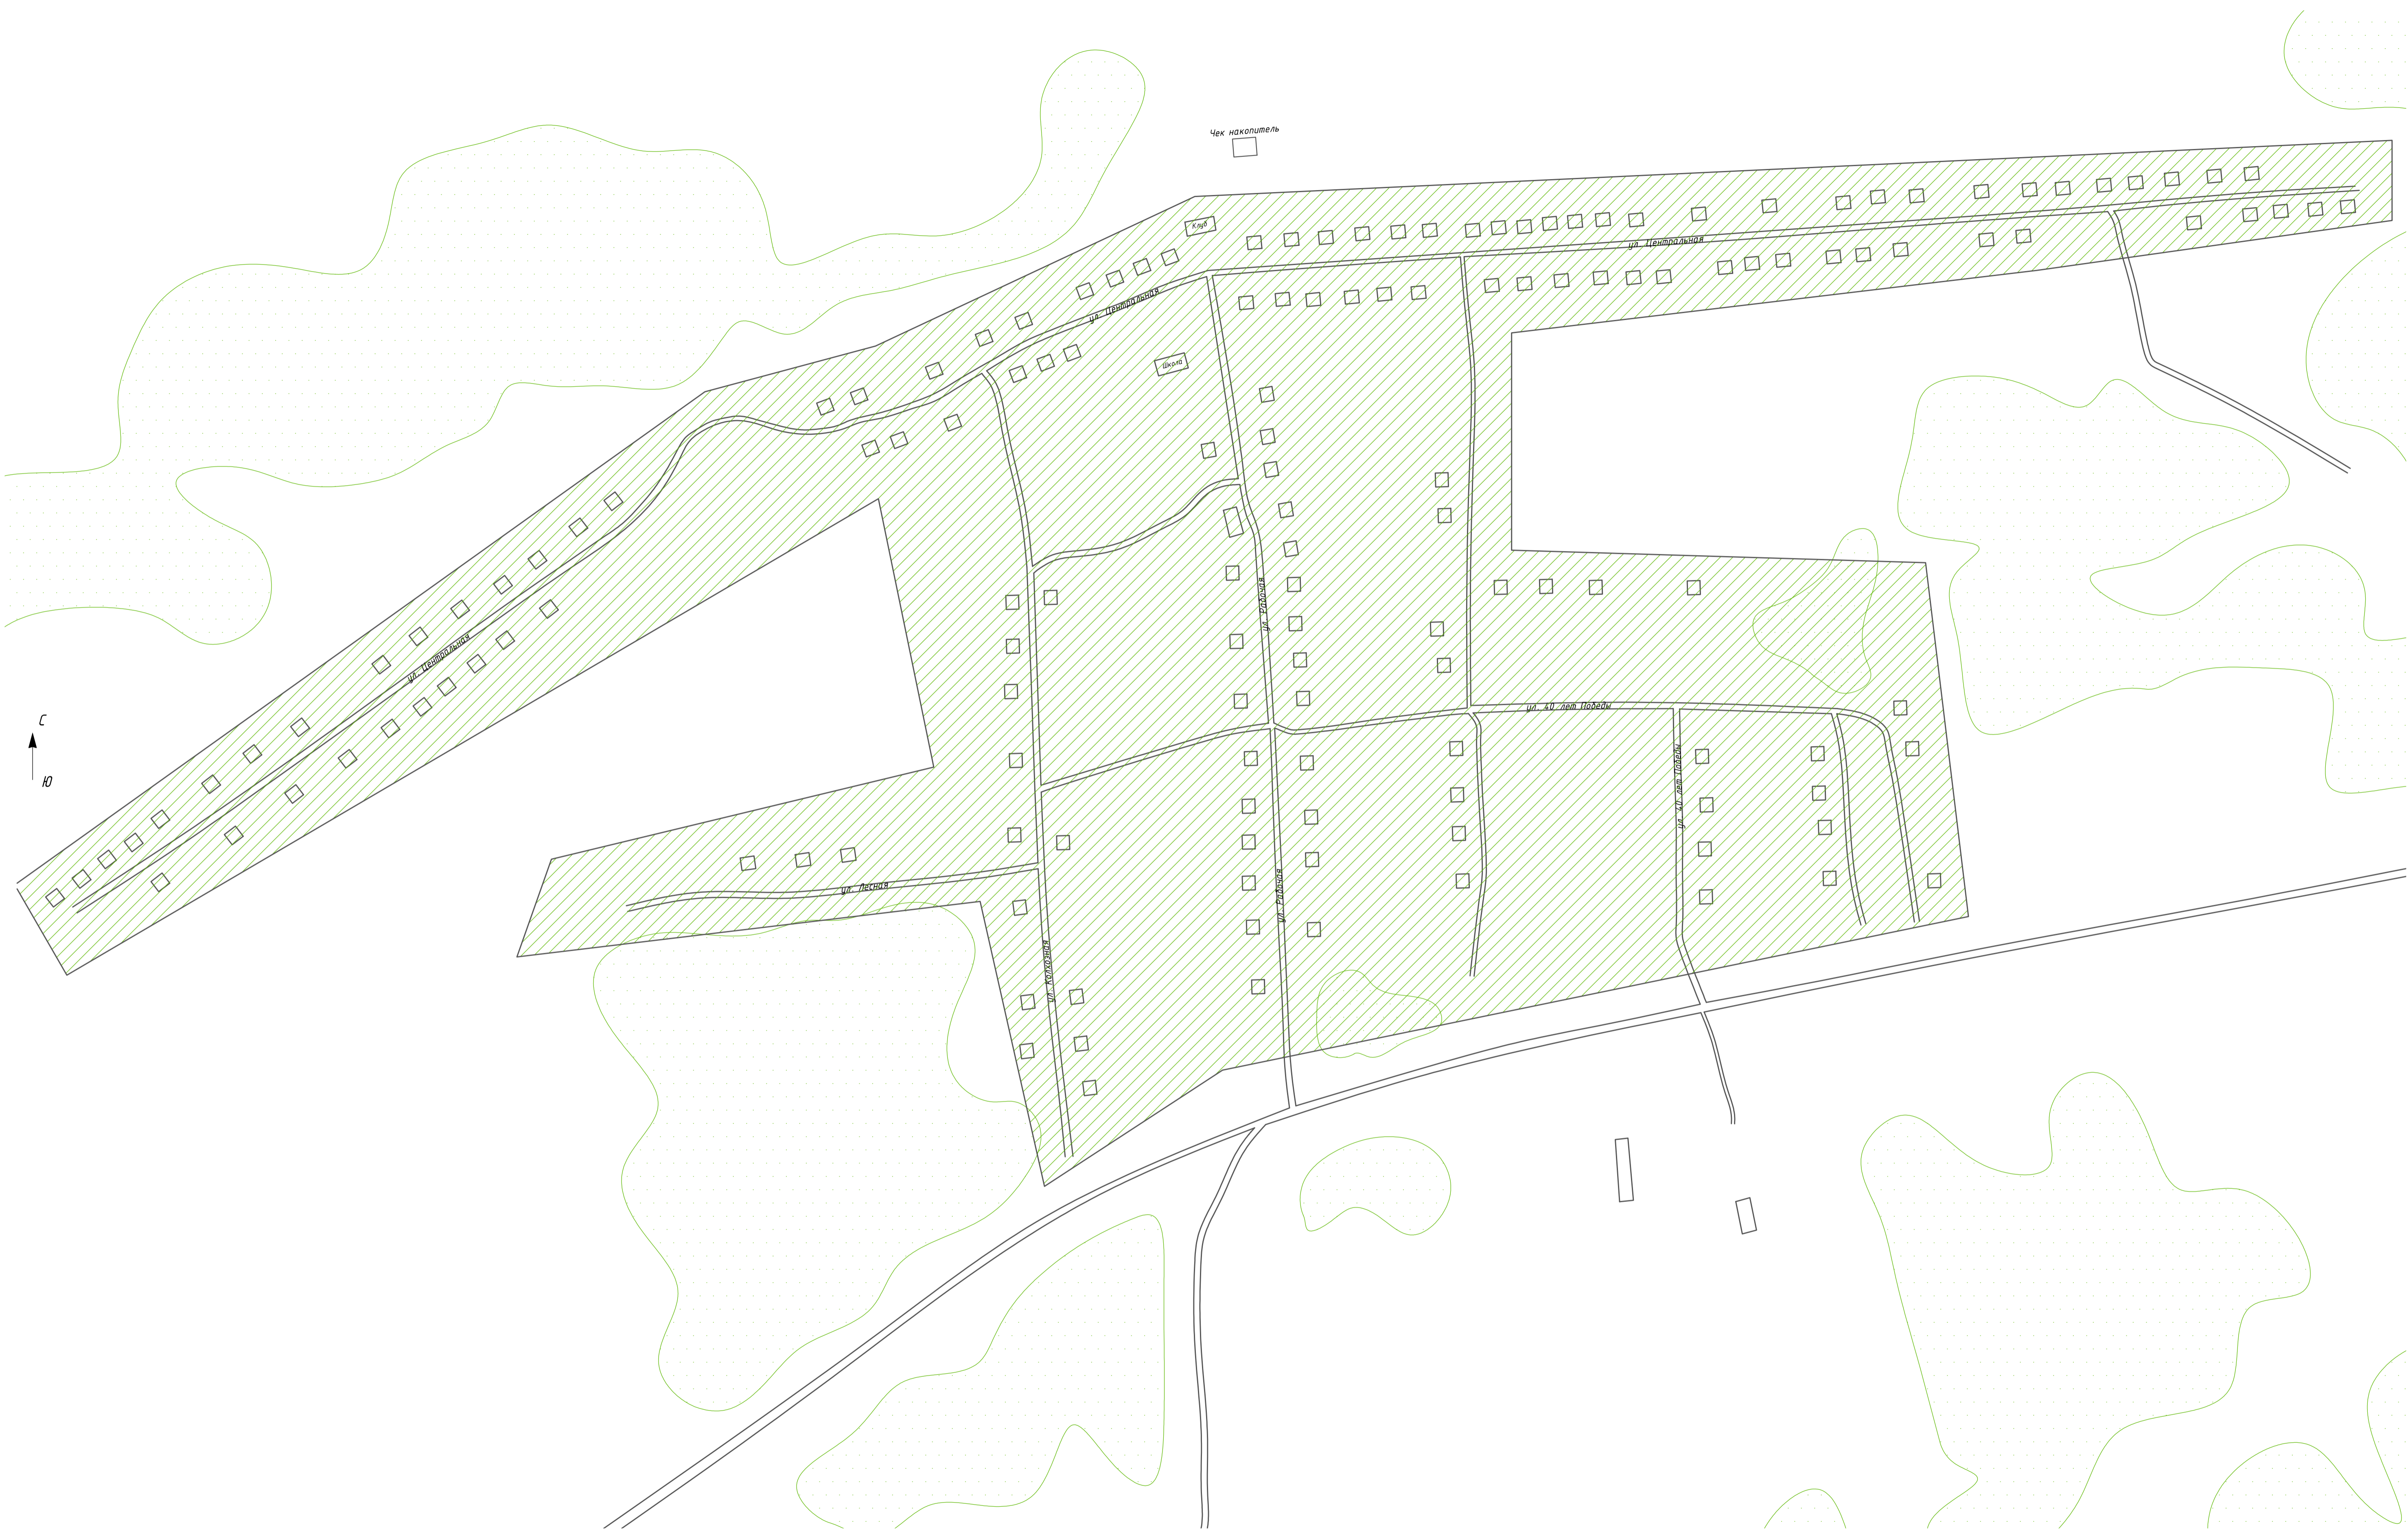 Чек накопитель
Клуб
ул. Центральная
ул. Центральная
Школа
ул. Рабочая
ул. Центральная
ул. 40 лет Победы
С
Ю
ул. 40 лет Победы
ул. Лесная
ул. Рабочая
ул. Колхозная